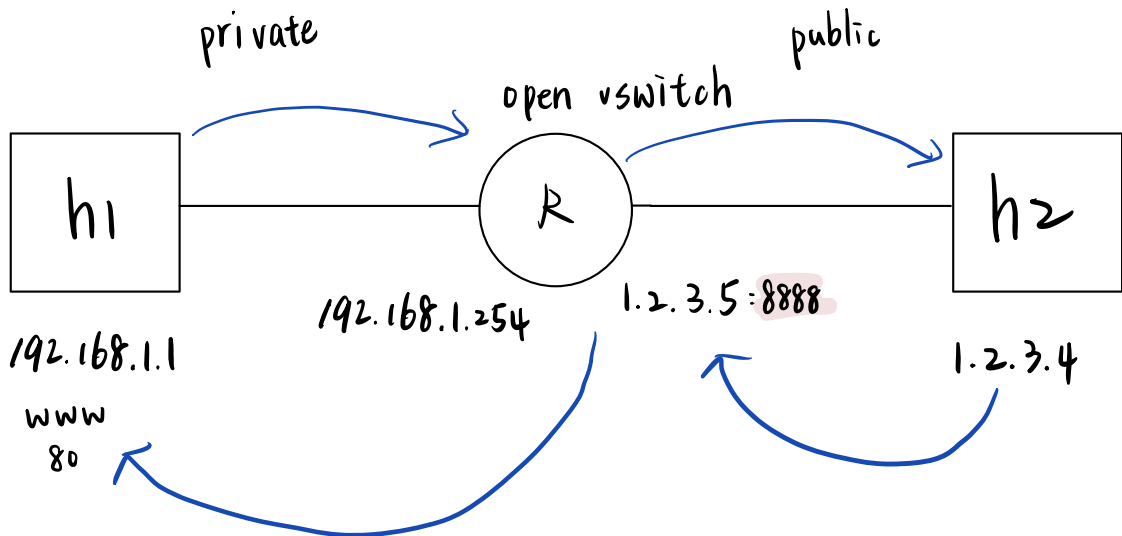 private
public
open vswitch
h1
R
h2
192.168.1.254
1.2.3.5:8888
192.168.1.1
1.2.3.4
www
80